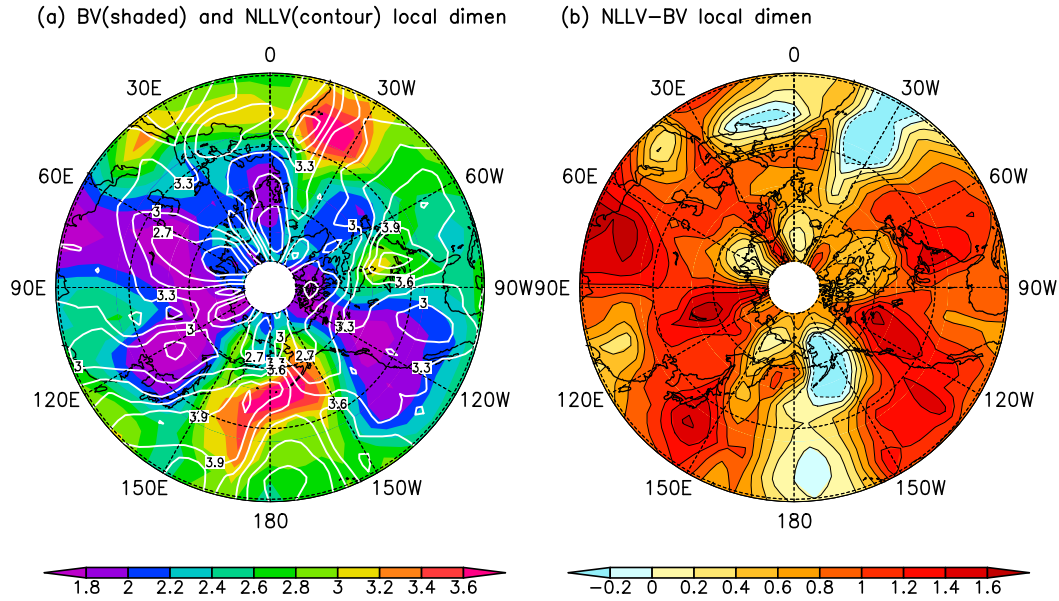 (a) BV(shaded) and NLLV(contour) local dimen
(b) NLLV−BV local dimen
0
30E
30W
60E
60W
90E
90W
120E
120W
150E
150W
180
3.3
3.3
3
2.7
3
3.9
3.6
3
3.3
3
3.3
3
2.7
3.6
2.7
3.3
3
3.6
3.9
3.9
0
30E
30W
60E
60W
90E
90W
120E
120W
150E
150W
180
1.8 2 2.2 2.4 2.6 2.8 3 3.2 3.4 3.6
−0.2 0 0.2 0.4 0.6 0.8 1 1.2 1.4 1.6